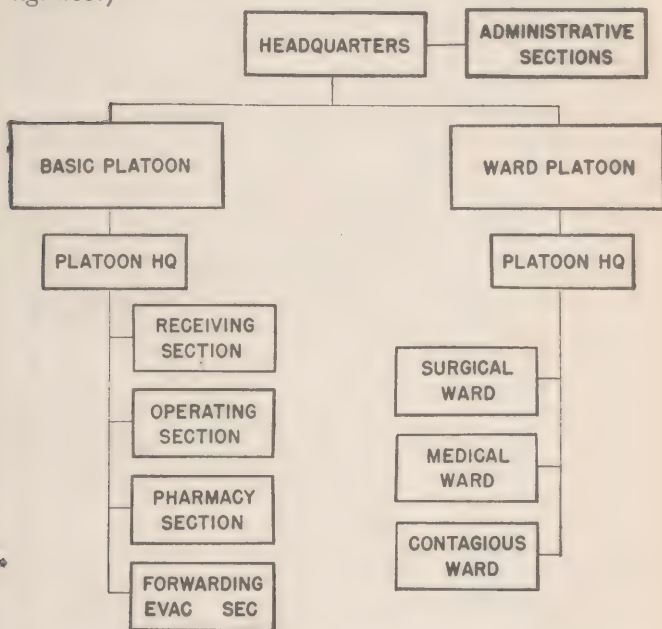 HEADQUARTERS
ADMINISTRATIVE
SECTIONS
BASIC PLATOON
WARD PLATOON
PLATOON HQ
PLATOON HQ
RECEIVING
SECTION
OPERATING
SECTION
PHARMACY
SECTION
FORWARDING
EVAC SEC
SURGICAL
WARD
MEDICAL
WARD
CONTAGIOUS
WARD